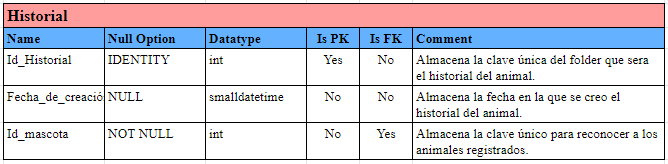 Historial
Name Null Option Datatype Is PK Is FK Comment
Id_Historial IDENTITY int Yes No Almacena la clave única del folder que sera
el historial del animal.
Fecha_de_creació NULL smalldatetime No No Almacena la fecha en la que se creo el
historial del animal.
Id_mascota NOT NULL int No Yes Almacena la clave único para reconocer a los
animales registrados.